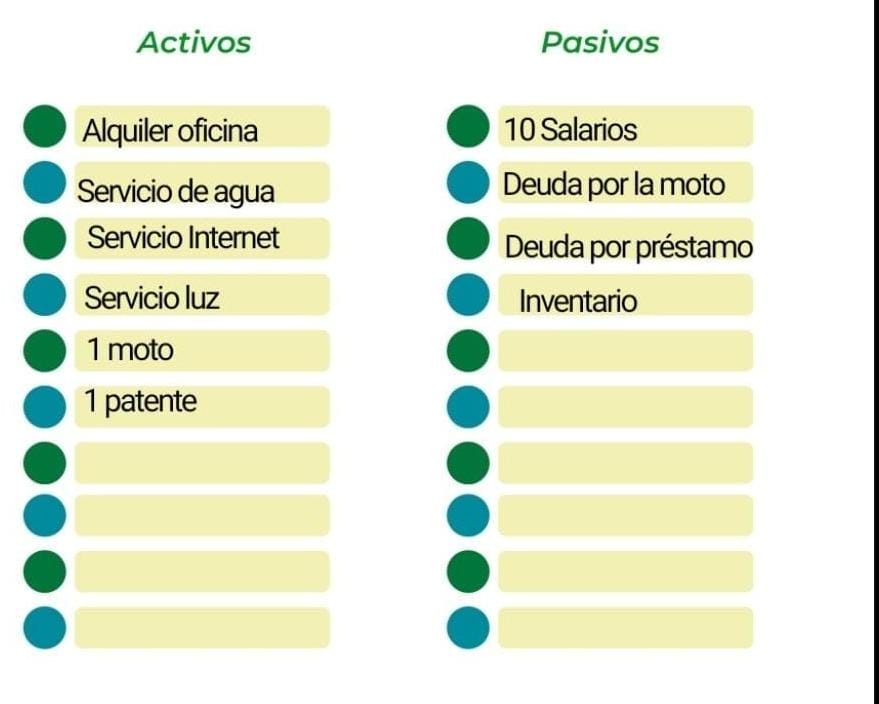 Activos
Pasivos
Alquiler oficina
10 Salarios
Servicio de agua
Deuda por la moto
Servicio Internet
Deuda por préstamo
Servicio luz
Inventario
1 moto
1 patente